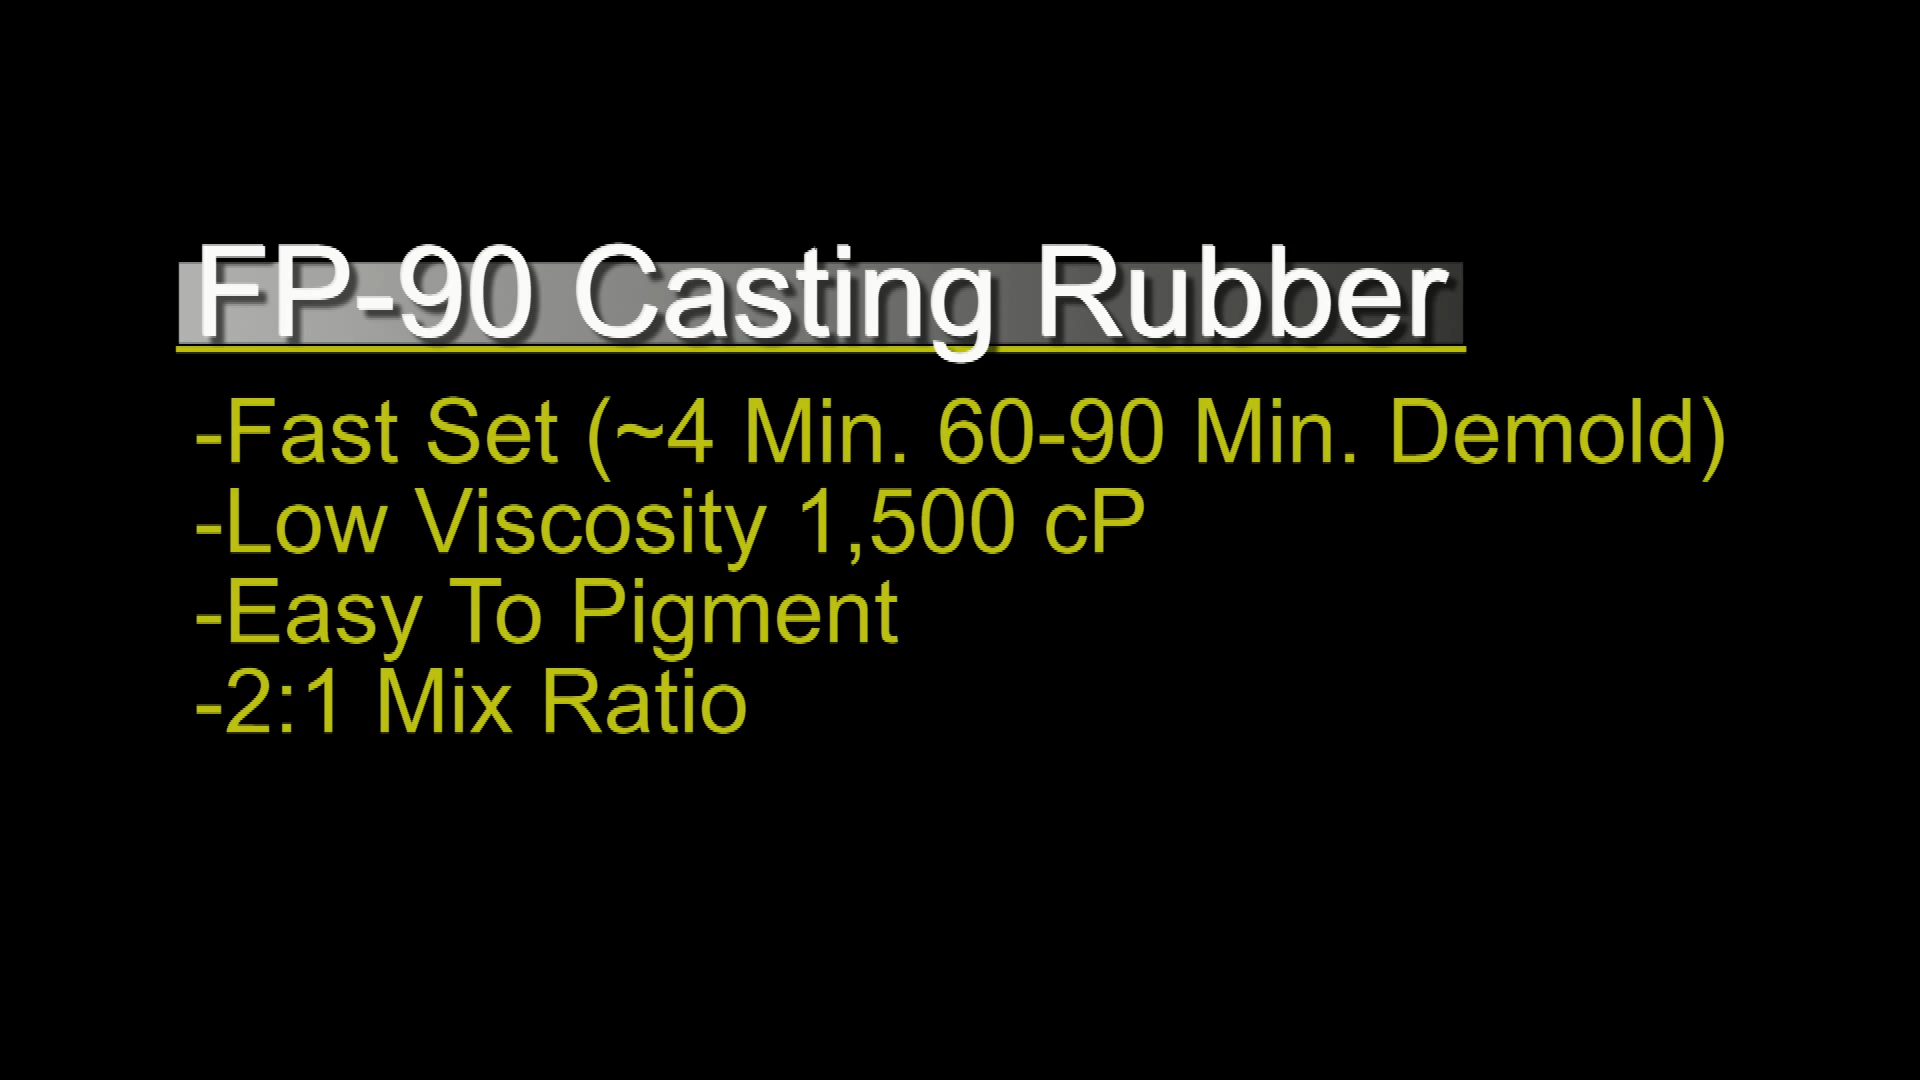 FP-90 Casting Rubber
-Fast Set (~4 Min. 60-90 Min. Demold)
-Low Viscosity 1,500 cP
-Easy To Pigment
-2:1 Mix Ratio